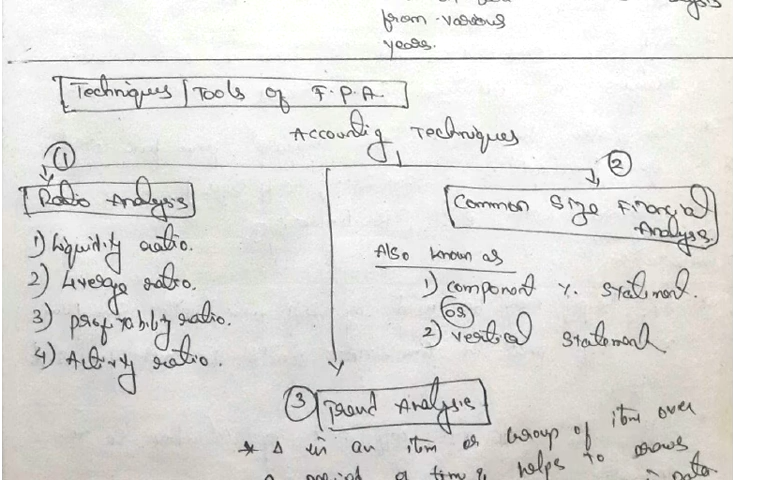 from various
years.
Techniques | Tools of F.P.A.
Accountig Techniques
1
2
Ratio Analysis
Common Size Financial
Analysis.
1) Liquidity ratio.
2) Leverage ratio.
3) profitability ratio.
4) Activity ratio.
Also known as
1) component % statement.
or
2) vertical statement
3 Trend Analysis
* Δ in an item or Group of item over
a period of time & helps to draws